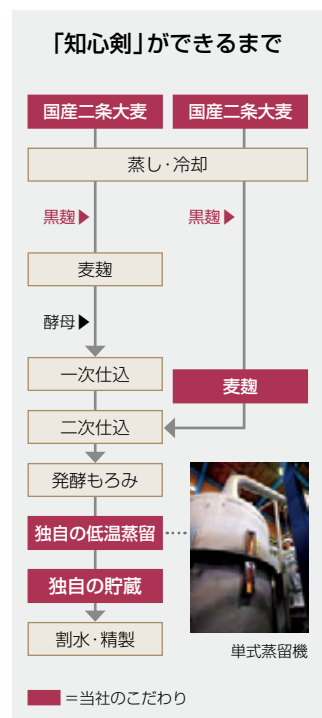 「知心剣」ができるまで
国産二条大麦 国産二条大麦
蒸し・冷却
黒麹▶ 黒麹▶
麦麹
酵母▶
一次仕込
麦麹
二次仕込
発酵もろみ
独自の低温蒸留
独自の貯蔵
割水・精製
単式蒸留機
=当社のこだわり